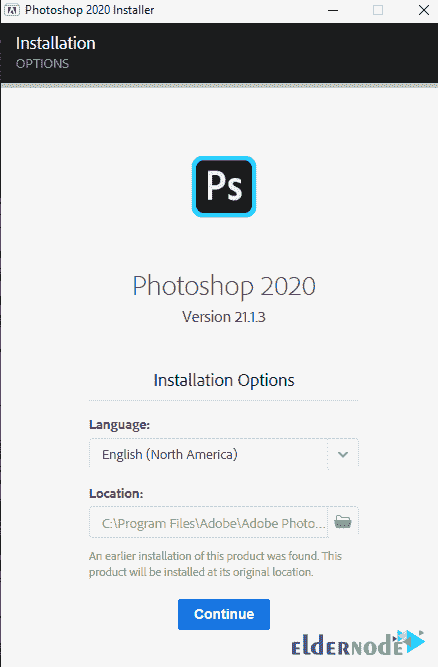 Photoshop 2020 Installer
Installation
OPTIONS
Ps
Photoshop 2020
Version 21.1.3
Installation Options
Language:
English (North America)
Location:
C:\Program Files\Adobe\Adobe Photo...
An earlier installation of this product was found. This
product will be installed at its original location.
Continue
eldernode